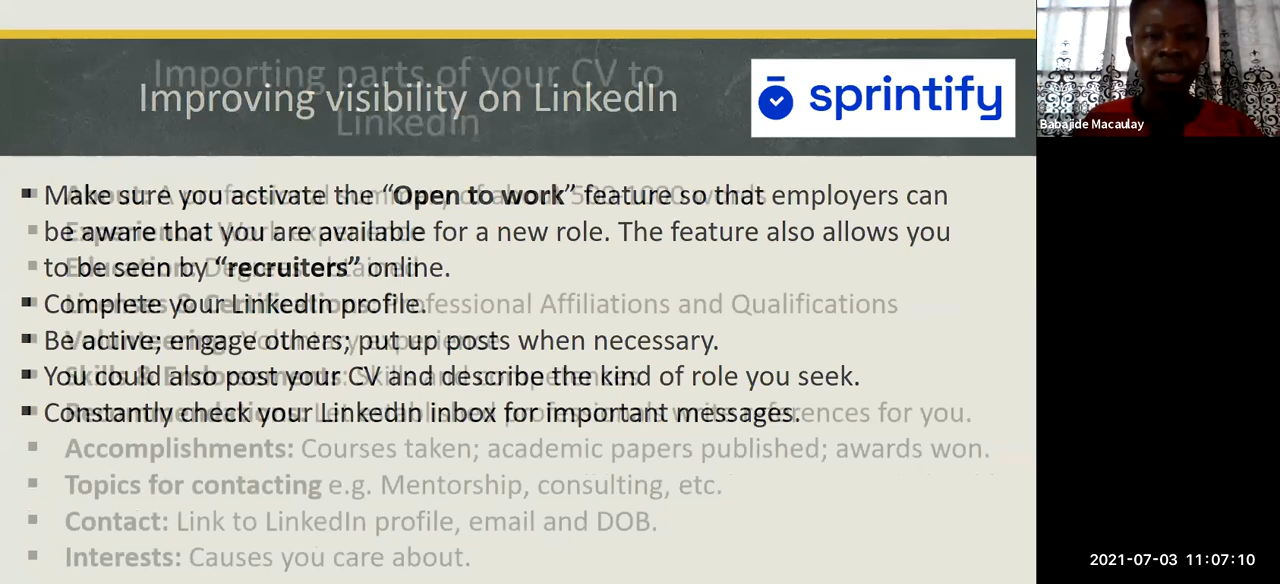 Importing parts of your CV to
LinkedIn
Improving visibility on LinkedIn
sprintify
Babajide Macaulay
Make sure you activate the “Open to work” feature so that employers can
be aware that you are available for a new role. The feature also allows you
to be seen by “recruiters” online.
Complete your LinkedIn profile.
Professional Affiliations and Qualifications
Be active; engage others; put up posts when necessary.
You could also post your CV and describe the kind of role you seek.
Constantly check your LinkedIn inbox for important messages.
references for you.
Accomplishments: Courses taken; academic papers published; awards won.
Topics for contacting e.g. Mentorship, consulting, etc.
Contact: Link to LinkedIn profile, email and DOB.
Interests: Causes you care about.
2021-07-03 11:07:10